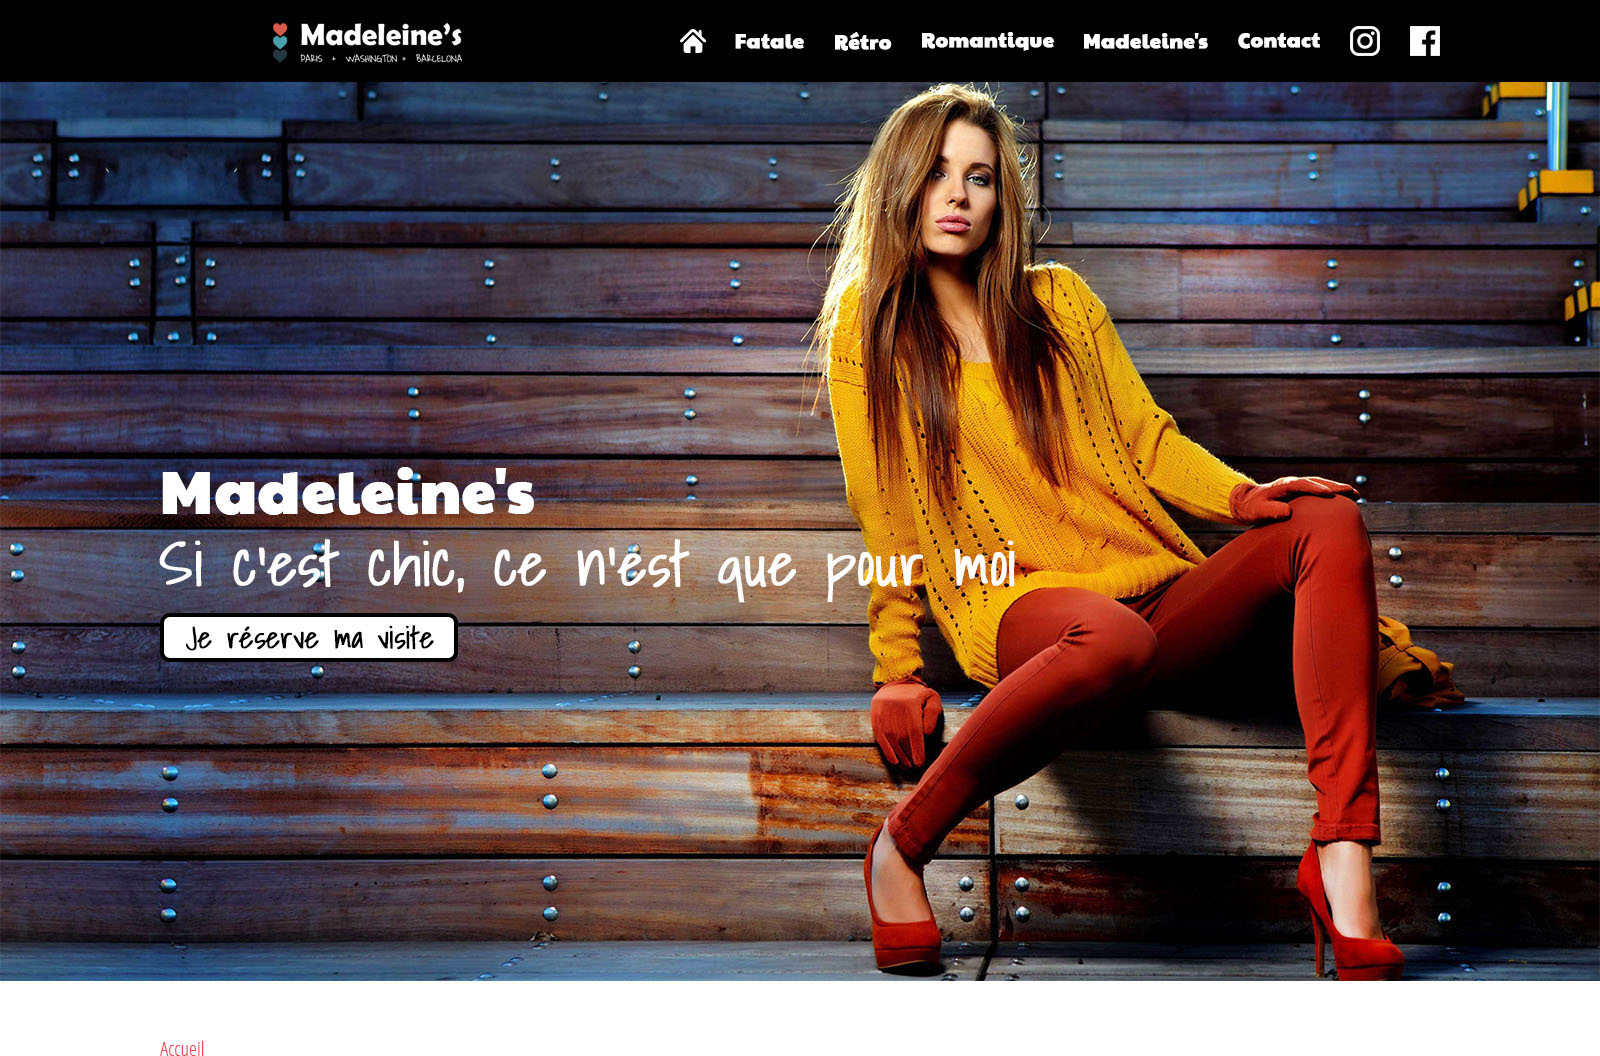 Madeleine's
PARIS + WASHINGTON + BARCELONA
Fatale Rétro Romantique Madeleine's Contact
Madeleine's
Si c'est chic, ce n'est que pour moi
Je réserve ma visite
Accueil